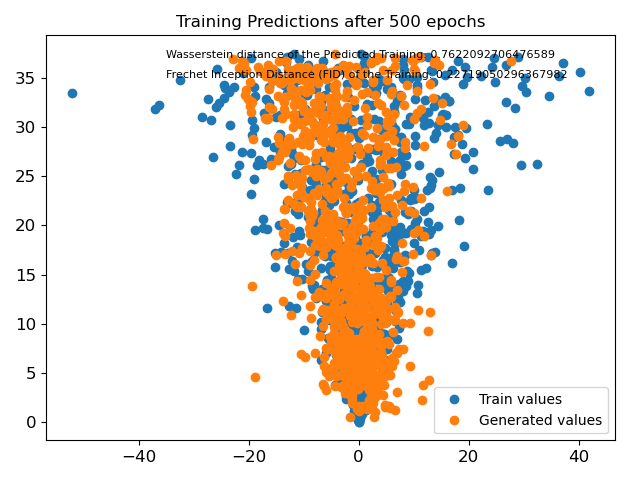 Training Predictions after 500 epochs
Wasserstein distance of the Predicted Training: 0.7622092706476589
Frechet Inception Distance (FID) of the Training: 0.22719050296367982
35
30
25
20
15
10
5
0
−40
−20
0
20
40
Train values
Generated values